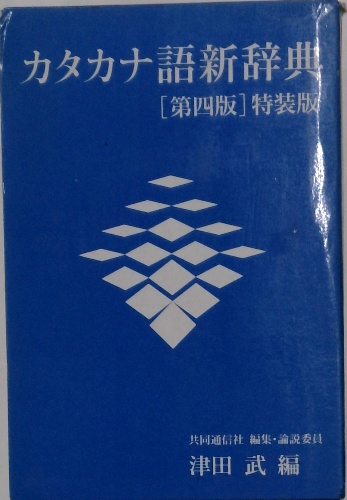 カタカナ語新辞典
[第四版]特装版
共同通信社 編集・論説委員
津田 武 編